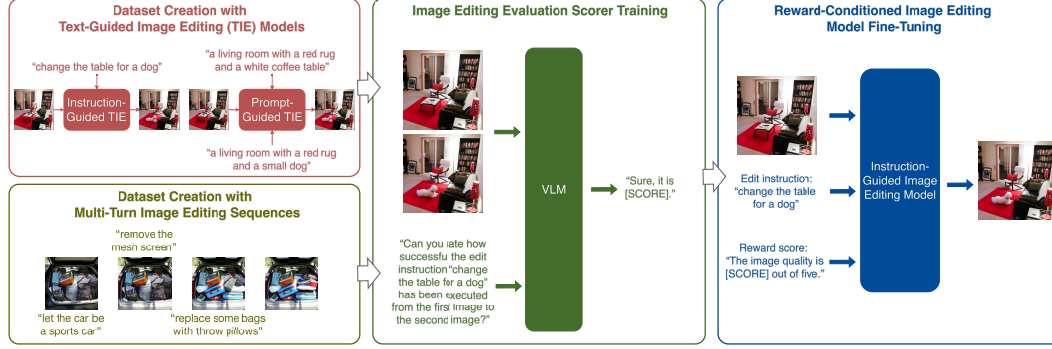 Dataset Creation with
Text-Guided Image Editing (TIE) Models
"change the table for a dog"
"a living room with a red rug
and a white coffee table"
Instruction-
Guided TIE
Prompt-
Guided TIE
"a living room with a red rug
and a small dog"
Dataset Creation with
Multi-Turn Image Editing Sequences
"remove the
mesh screen"
"let the car be
a sports car"
"replace some bags
with throw pillows"
Image Editing Evaluation Scorer Training
VLM
"Sure, it is
[SCORE]."
"Can you rate how
successful the edit
instruction "change
the table for a dog"
has been executed
from the first image to
the second image?"
Reward-Conditioned Image Editing
Model Fine-Tuning
Edit instruction:
"change the table
for a dog"
Reward score:
"The image quality is
[SCORE] out of five."
Instruction-
Guided Image
Editing Model